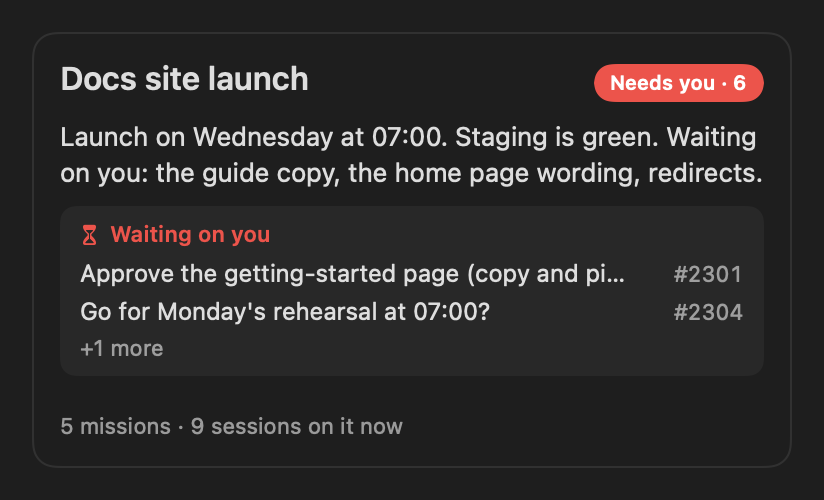 Docs site launch
Needs you · 6
Launch on Wednesday at 07:00. Staging is green. Waiting
on you: the guide copy, the home page wording, redirects.
Waiting on you
Approve the getting-started page (copy and pi... #2301
Go for Monday's rehearsal at 07:00? #2304
+1 more
5 missions · 9 sessions on it now